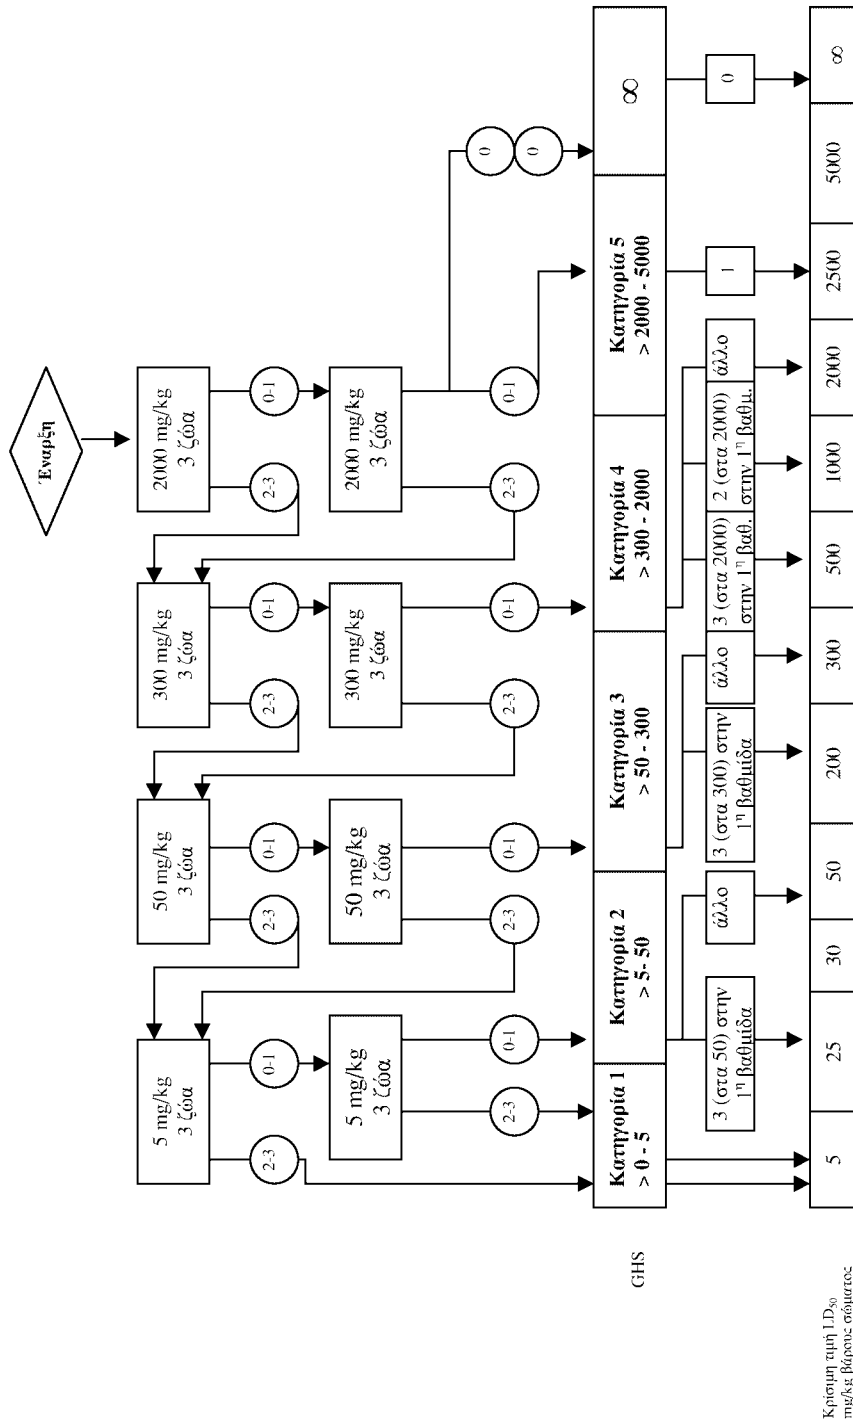 Έναρξη
5 mg/kg
3 ζώα
50 mg/kg
3 ζώα
300 mg/kg
3 ζώα
2000 mg/kg
3 ζώα
2-3
0-1
2-3
0-1
2-3
0-1
2-3
0-1
5 mg/kg
3 ζώα
50 mg/kg
3 ζώα
300 mg/kg
3 ζώα
2000 mg/kg
3 ζώα
2-3
0-1
2-3
0-1
2-3
0-1
2-3
0-1
0
0
GHS
Κατηγορία 1
> 0 - 5
Κατηγορία 2
> 5- 50
Κατηγορία 3
> 50 - 300
Κατηγορία 4
> 300 - 2000
Κατηγορία 5
> 2000 - 5000
∞
3 (στα 50) στην
1η βαθμίδα
άλλο
3 (στα 300) στην
1η βαθμίδα
άλλο
3 (στα 2000)
στην 1η βαθ.
2 (στα 2000)
στην 1η βαθμ.
άλλο
1
0
Κρίσιμη τιμή LD50
mg/kg βάρους σώματος
5
25
30
50
200
300
500
1000
2000
2500
5000
∞